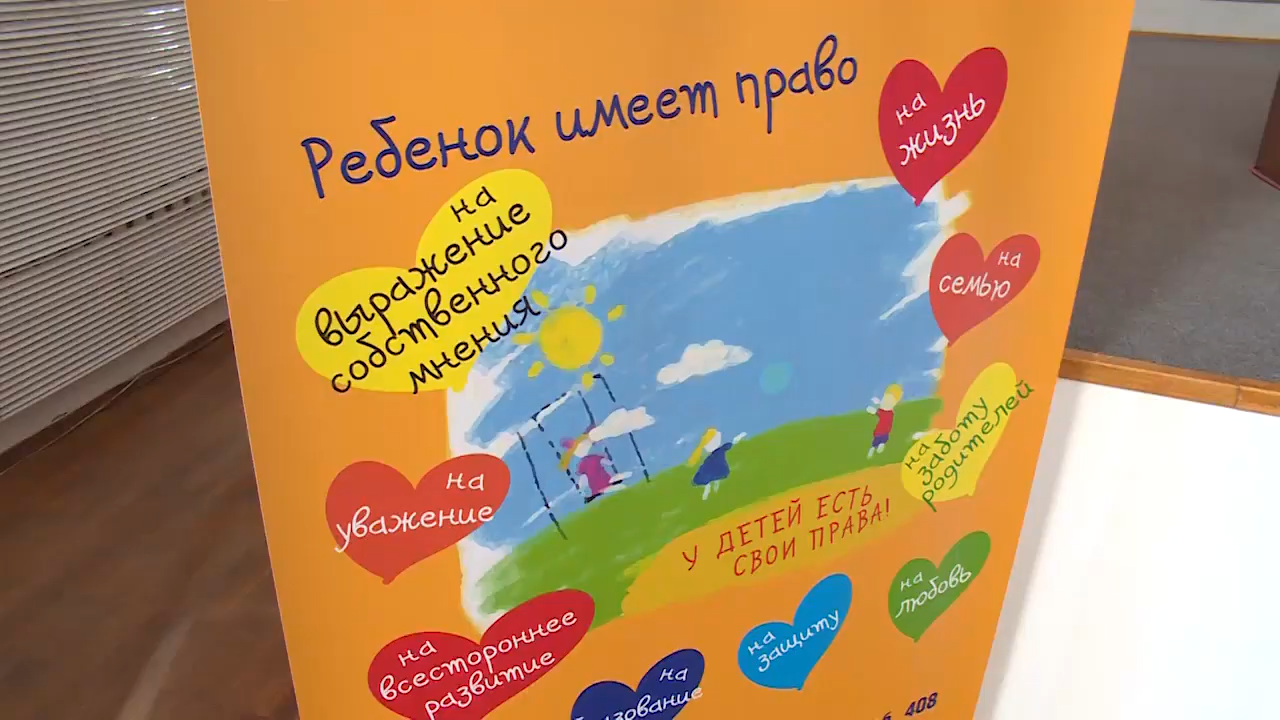 Ребенок имеет право
на
жизнь
на
выражение
собственного
мнения
на
семью
на
заботу
родителей
на
уважение
У ДЕТЕЙ ЕСТЬ
СВОИ ПРАВА!
на
любовь
на
защиту
на
всестороннее
развитие
на
408